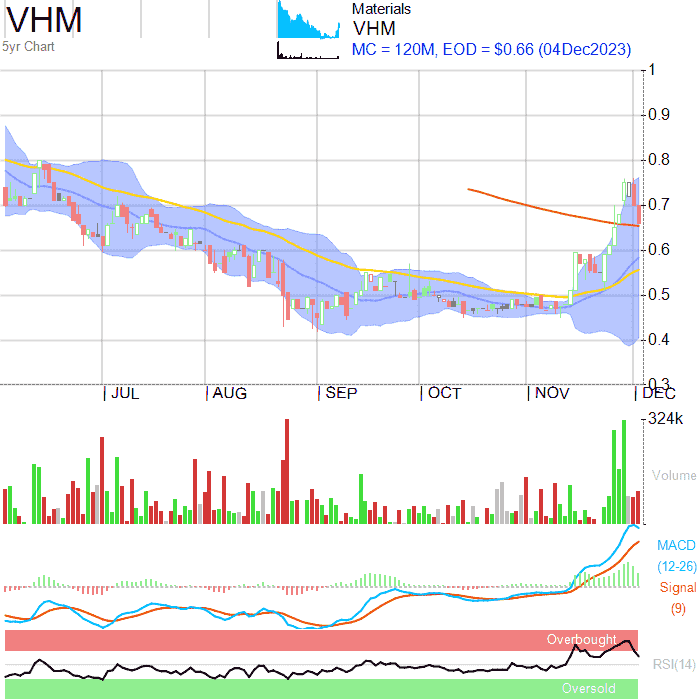 VHM
5yr Chart
Materials
VHM
MC = 120M, EOD = $0.66 (04Dec2023)
1
0.9
0.8
0.7
0.6
0.5
0.4
0.3
JUL AUG SEP OCT NOV DEC
324k
Volume
MACD
(12-26)
Signal
(9)
Overbought
RSI(14)
Oversold